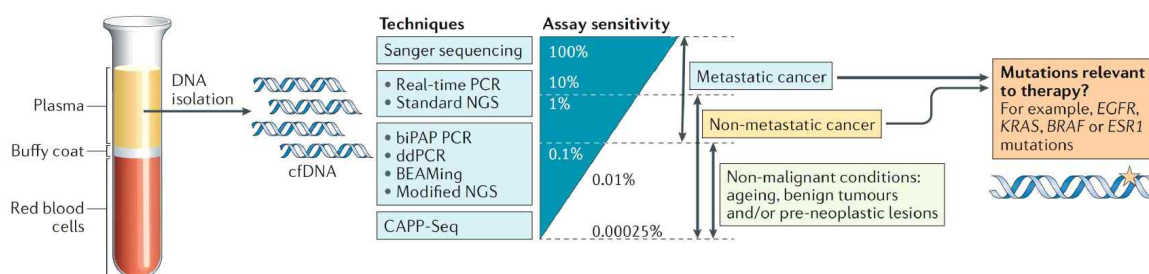 Plasma
Buffy coat
Red blood
cells
DNA
isolation
cfDNA
Techniques
Sanger sequencing
• Real-time PCR
• Standard NGS
• biPAP PCR
• ddPCR
• BEAMing
• Modified NGS
CAPP-Seq
Assay sensitivity
100%
10%
1%
0.1%
0.01%
0.00025%
Metastatic cancer
Non-metastatic cancer
Non-malignant conditions:
ageing, benign tumours
and/or pre-neoplastic lesions
Mutations relevant
to therapy?
For example, EGFR,
KRAS, BRAF or ESR1
mutations